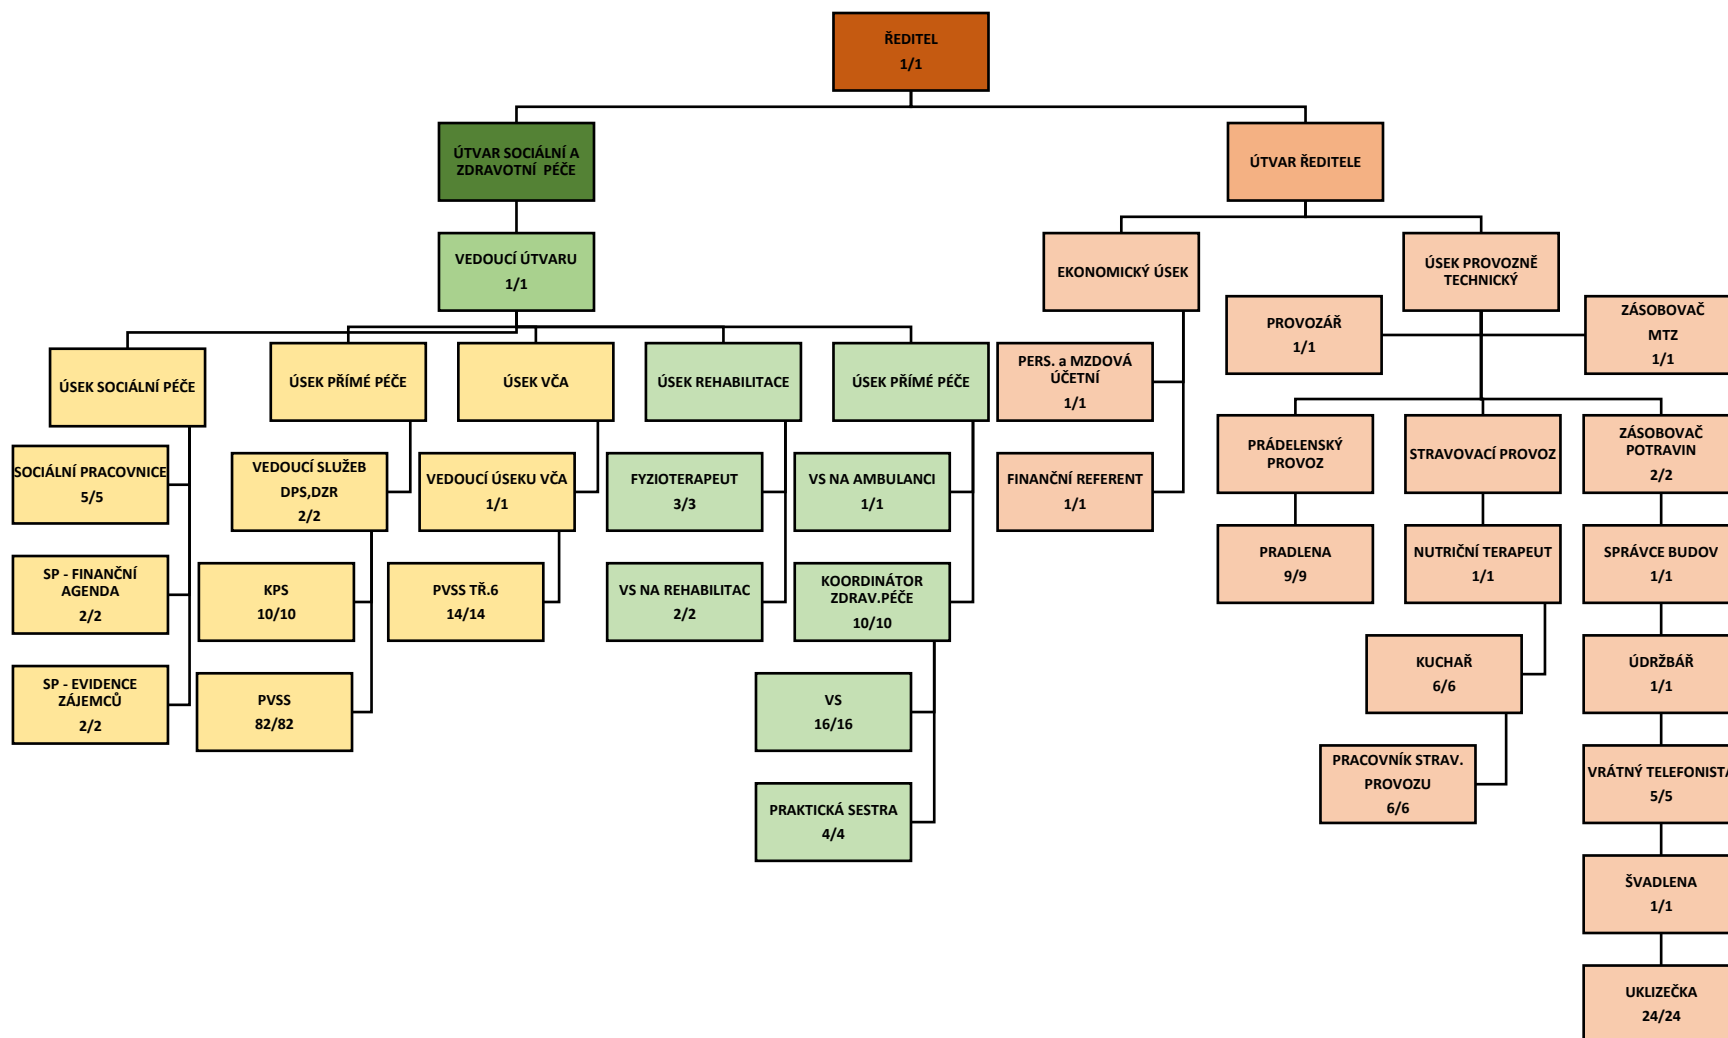 ŘEDITEL
1/1
ÚTVAR SOCIÁLNÍ A
ZDRAVOTNÍ PÉČE
ÚTVAR ŘEDITELE
VEDOUCÍ ÚTVARU
1/1
EKONOMICKÝ ÚSEK
ÚSEK PROVOZNĚ
TECHNICKÝ
PROVOZÁŘ
1/1
ZÁSOBOVAČ
MTZ
1/1
ÚSEK SOCIÁLNÍ PÉČE
ÚSEK PŘÍMÉ PÉČE
ÚSEK VČA
ÚSEK REHABILITACE
ÚSEK PŘÍMÉ PÉČE
PERS. a MZDOVÁ
ÚČETNÍ
1/1
PRÁDELENSKÝ
PROVOZ
STRAVOVACÍ PROVOZ
ZÁSOBOVAČ
POTRAVIN
2/2
SOCIÁLNÍ PRACOVNICE
5/5
VEDOUCÍ SLUŽEB
DPS,DZR
2/2
VEDOUCÍ ÚSEKU VČA
1/1
FYZIOTERAPEUT
3/3
VS NA AMBULANCI
1/1
FINANČNÍ REFERENT
1/1
PRADLENA
9/9
NUTRIČNÍ TERAPEUT
1/1
SPRÁVCE BUDOV
1/1
SP - FINANČNÍ
AGENDA
2/2
KPS
10/10
PVSS TŘ.6
14/14
VS NA REHABILITAC
2/2
KOORDINÁTOR
ZDRAV.PÉČE
10/10
KUCHAŘ
6/6
ÚDRŽBÁŘ
1/1
SP - EVIDENCE
ZÁJEMCŮ
2/2
PVSS
82/82
VS
16/16
PRACOVNÍK STRAV.
PROVOZU
6/6
VRÁTNÝ TELEFONISTA
5/5
PRAKTICKÁ SESTRA
4/4
ŠVADLENA
1/1
UKLIZEČKA
24/24